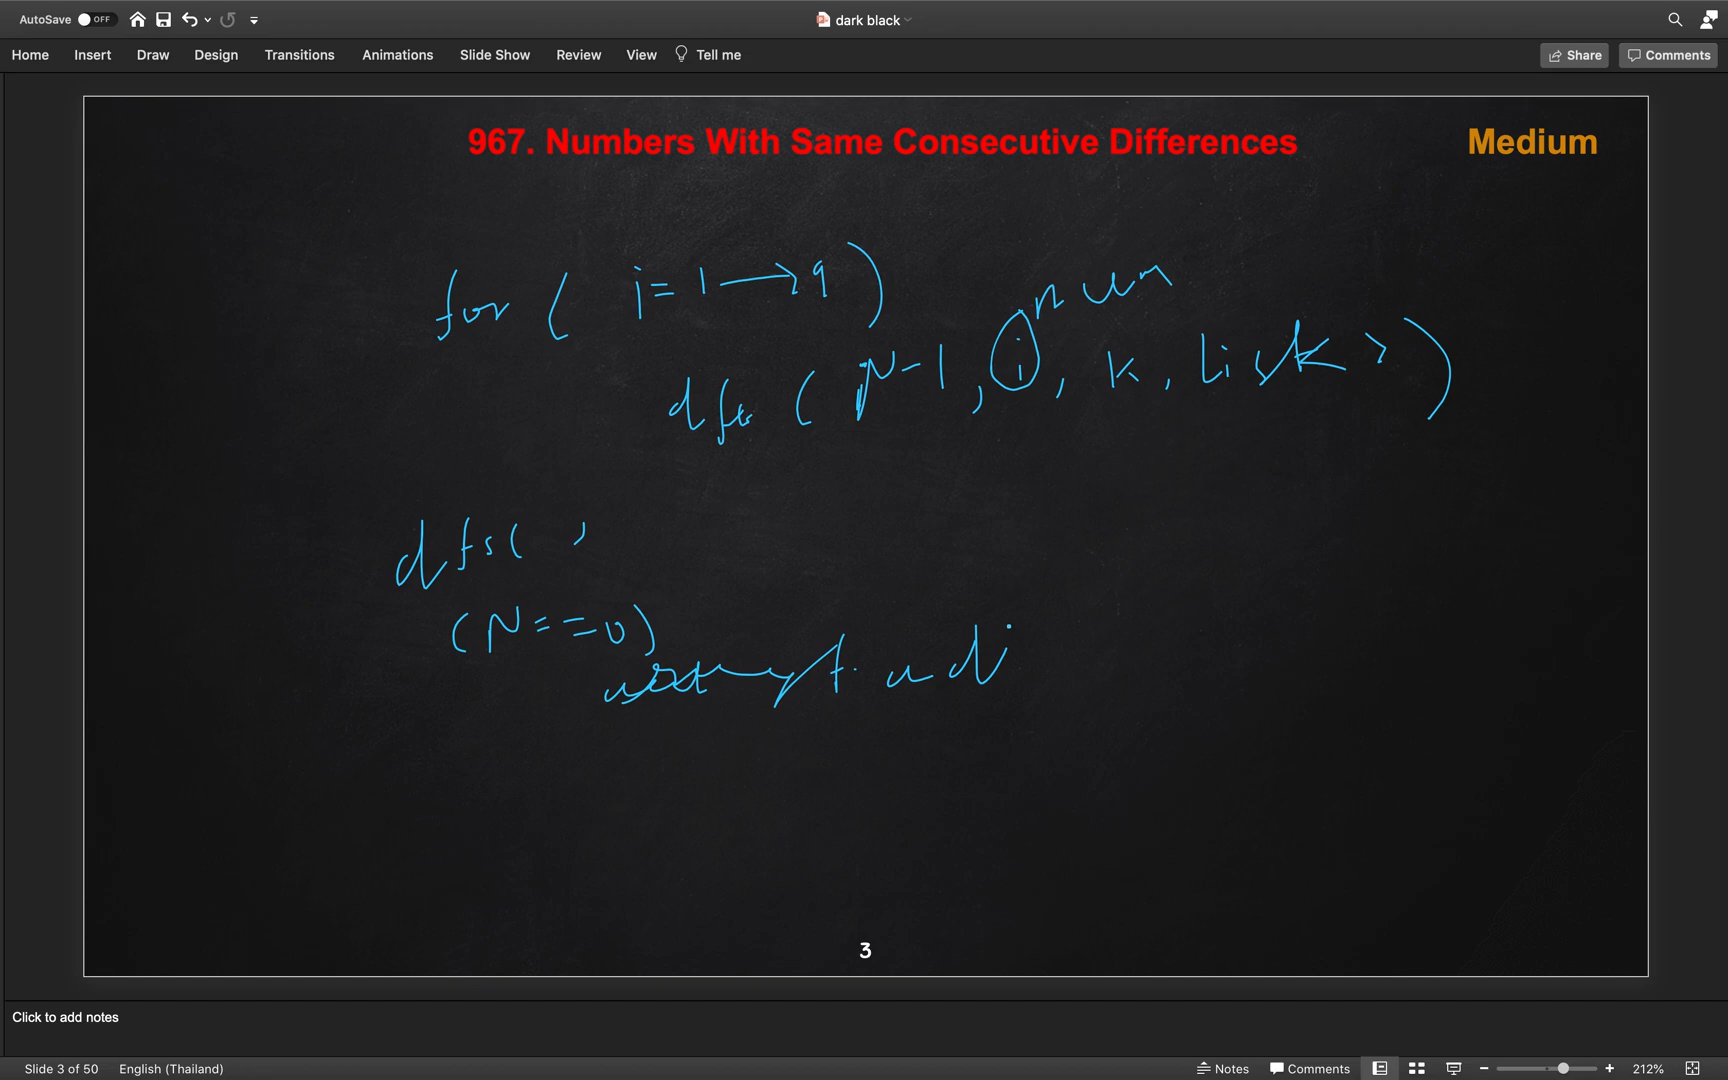 AutoSave OFF dark black
Home Insert Draw Design Transitions Animations Slide Show Review View Tell me Share Comments
967. Numbers With Same Consecutive Differences Medium
for ( i = 1 → 9 )
num
dfs ( N-1, i, K, List )
dfs( )
(N==0)
3
Click to add notes
Slide 3 of 50 English (Thailand) Notes Comments 212%